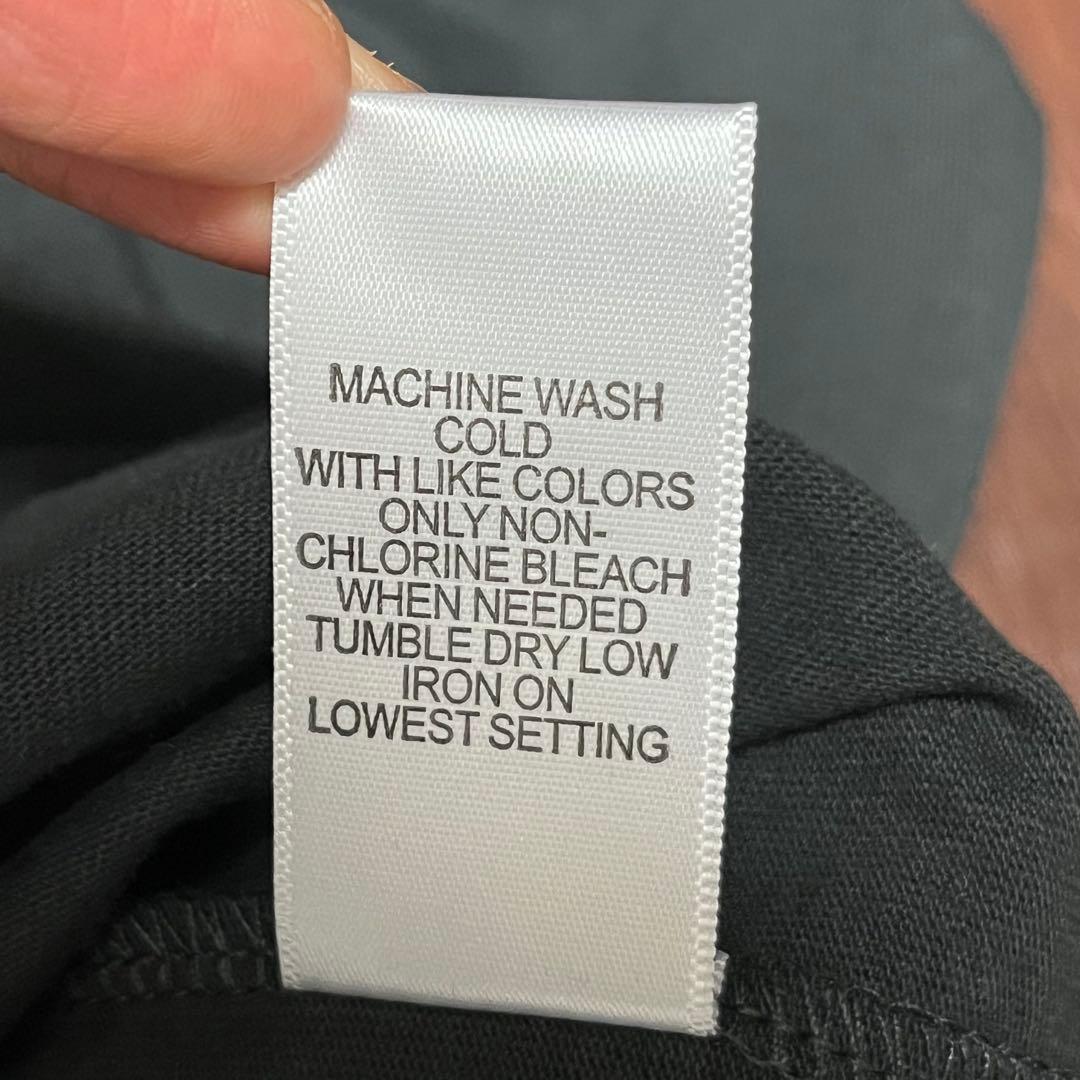 MACHINE WASH
COLD
WITH LIKE COLORS
ONLY NON-
CHLORINE BLEACH
WHEN NEEDED
TUMBLE DRY LOW
IRON ON
LOWEST SETTING